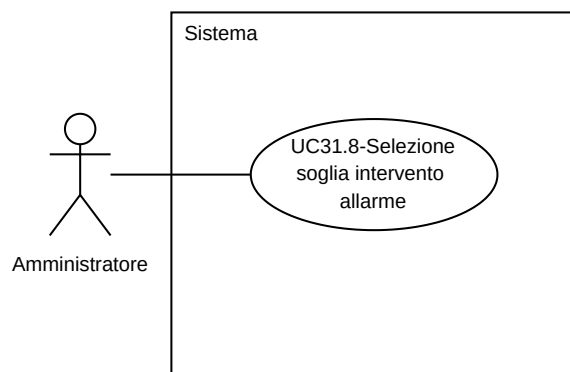 Sistema
UC31.8-Selezione
soglia intervento
allarme
Amministratore